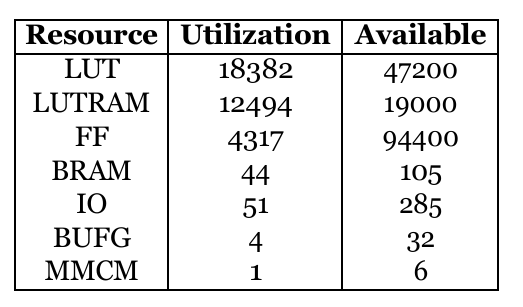 Resource Utilization Available
LUT 18382 47200
LUTRAM 12494 19000
FF 4317 94400
BRAM 44 105
IO 51 285
BUFG 4 32
MMCM 1 6